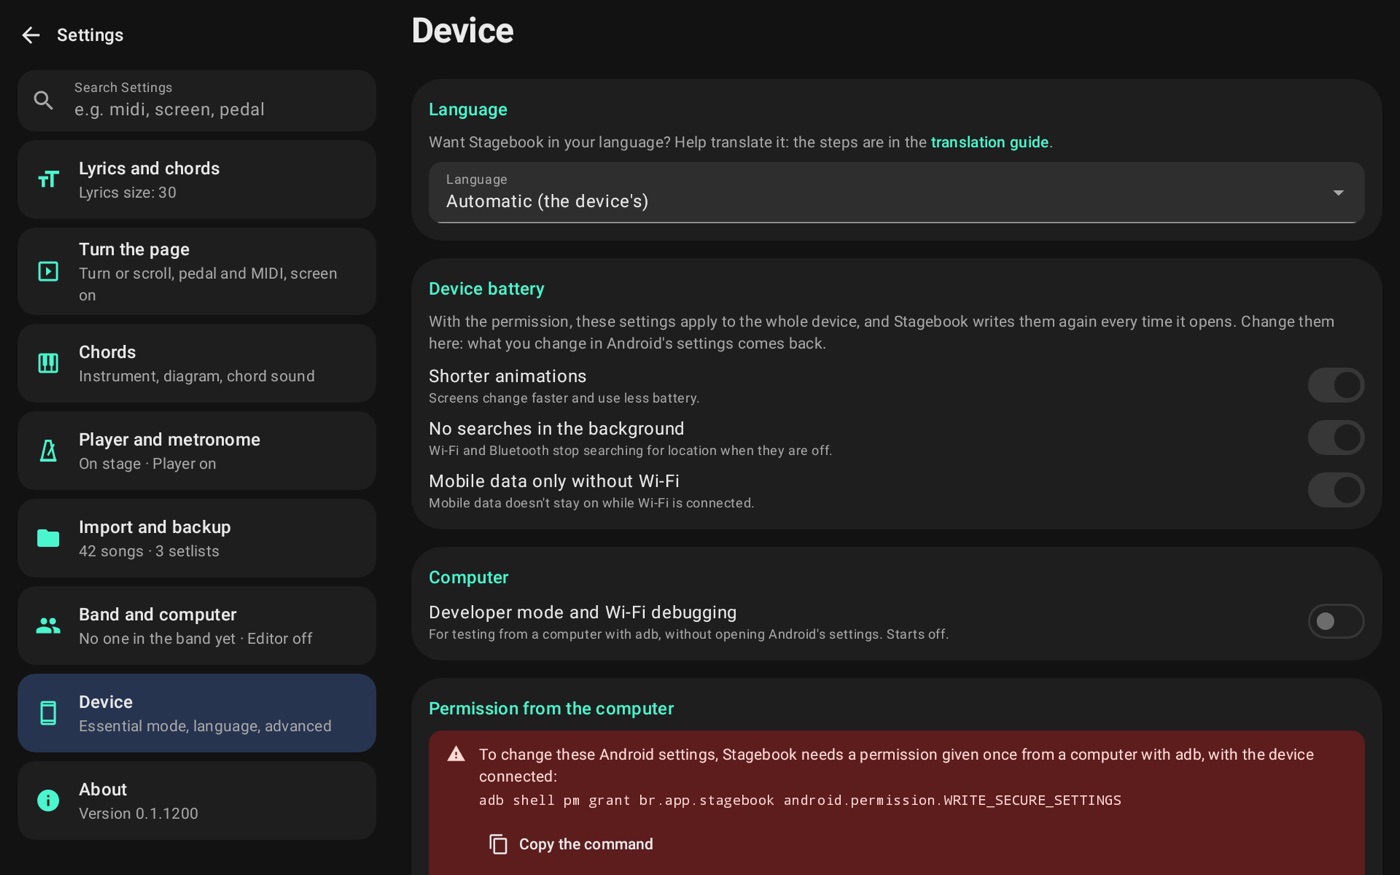 Settings
Search Settings
e.g. midi, screen, pedal
Lyrics and chords
Lyrics size: 30
Turn the page
Turn or scroll, pedal and MIDI, screen
on
Chords
Instrument, diagram, chord sound
Player and metronome
On stage · Player on
Import and backup
42 songs · 3 setlists
Band and computer
No one in the band yet · Editor off
Device
Essential mode, language, advanced
About
Version 0.1.1200
Device
Language
Want Stagebook in your language? Help translate it: the steps are in the translation guide.
Language
Automatic (the device's)
Device battery
With the permission, these settings apply to the whole device, and Stagebook writes them again every time it opens. Change them
here: what you change in Android's settings comes back.
Shorter animations
Screens change faster and use less battery.
No searches in the background
Wi-Fi and Bluetooth stop searching for location when they are off.
Mobile data only without Wi-Fi
Mobile data doesn't stay on while Wi-Fi is connected.
Computer
Developer mode and Wi-Fi debugging
For testing from a computer with adb, without opening Android's settings. Starts off.
Permission from the computer
To change these Android settings, Stagebook needs a permission given once from a computer with adb, with the device
connected:
adb shell pm grant br.app.stagebook android.permission.WRITE_SECURE_SETTINGS
Copy the command